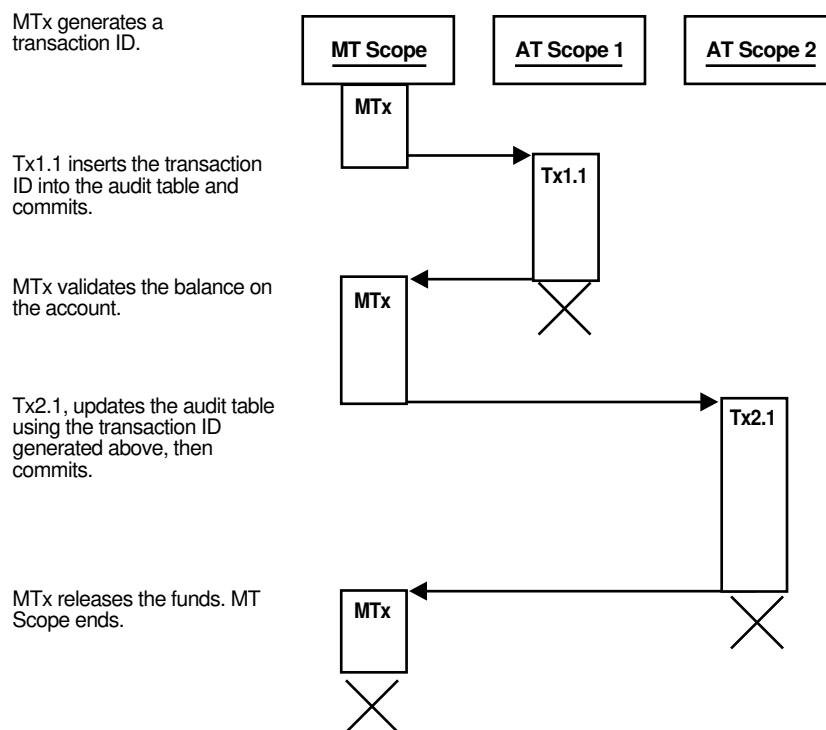 MTx generates a
transaction ID.
MT Scope
AT Scope 1
AT Scope 2
MTx
Tx1.1 inserts the transaction
ID into the audit table and
commits.
Tx1.1
MTx validates the balance on
the account.
MTx
Tx2.1, updates the audit table
using the transaction ID
generated above, then
commits.
Tx2.1
MTx releases the funds. MT
Scope ends.
MTx